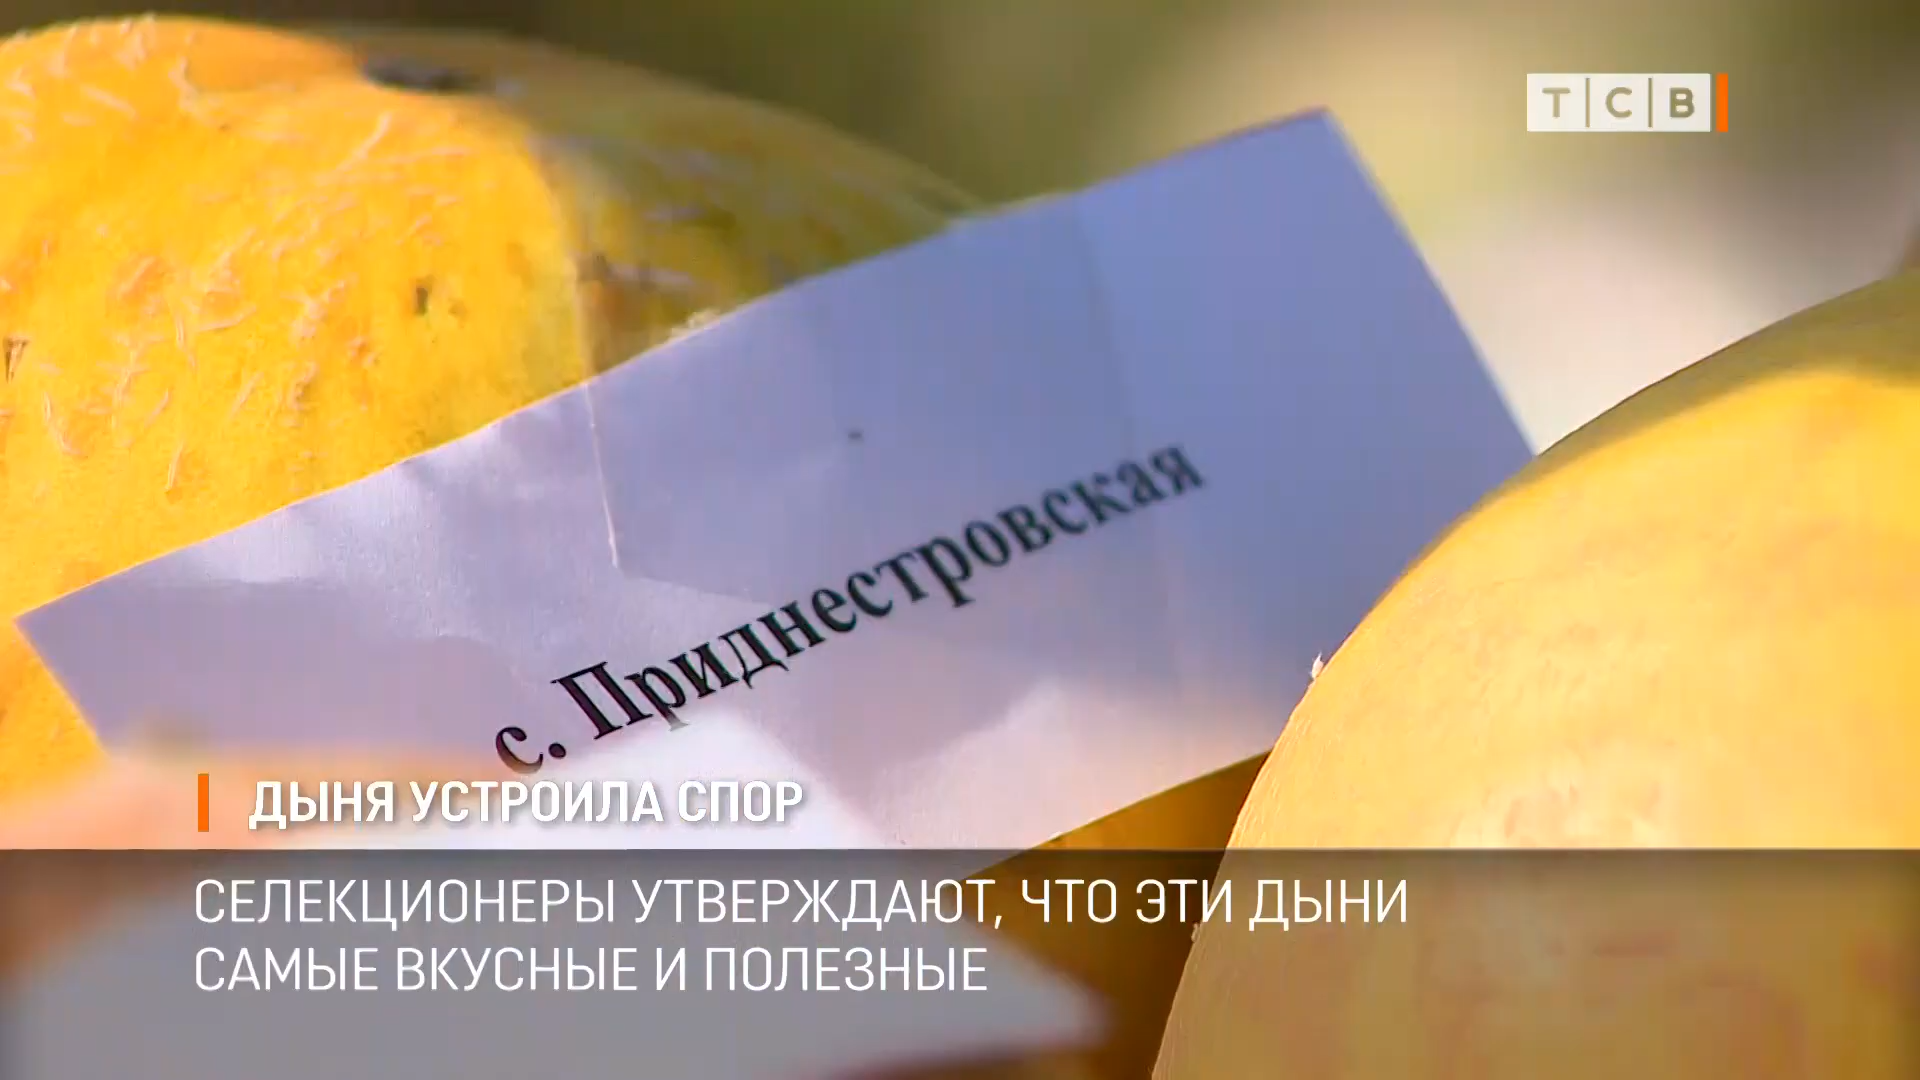 ТСВ
с. Приднестровская
ДЫНЯ УСТРОИЛА СПОР
СЕЛЕКЦИОНЕРЫ УТВЕРЖДАЮТ, ЧТО ЭТИ ДЫНИ
САМЫЕ ВКУСНЫЕ И ПОЛЕЗНЫЕ